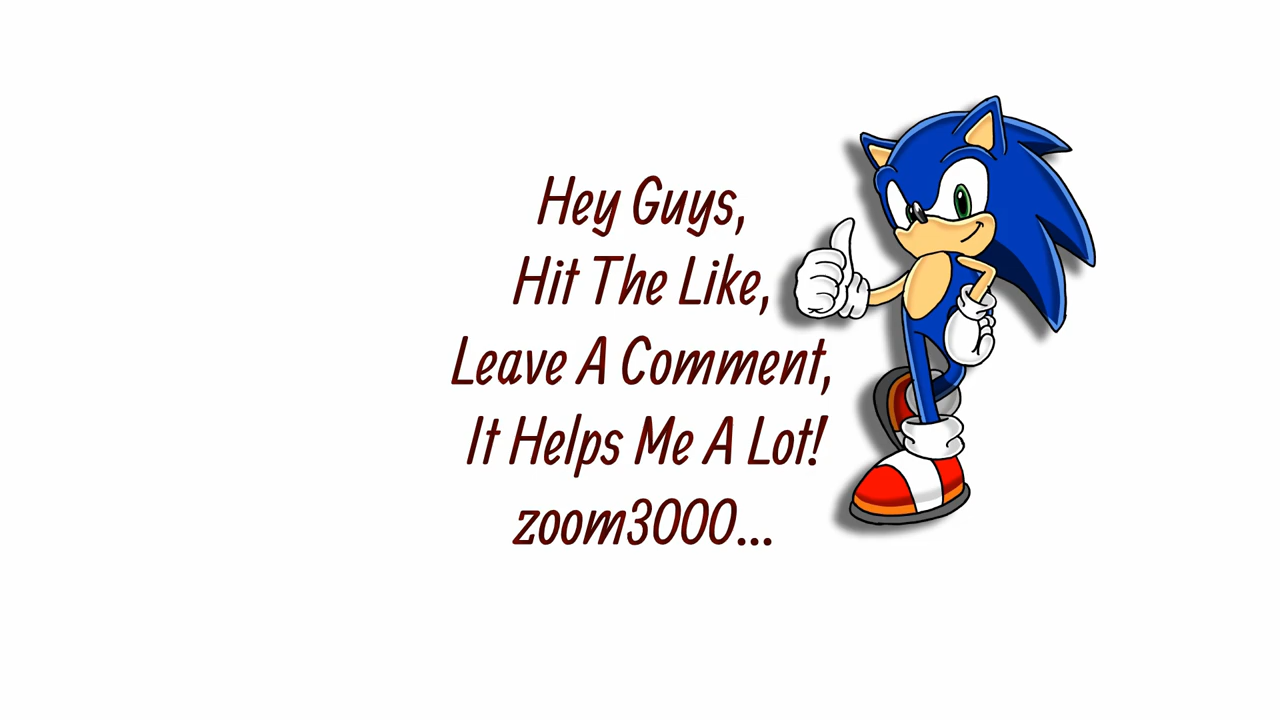 Hey Guys,
Hit The Like,
Leave A Comment,
It Helps Me A Lot!
zoom3000...